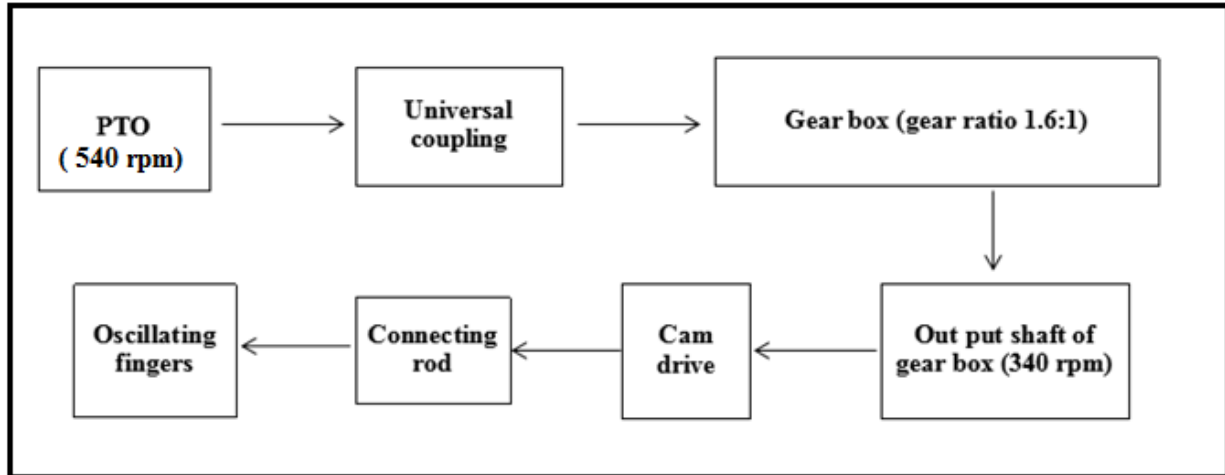 PTO
( 540 rpm)
Universal
coupling
Gear box (gear ratio 1.6:1)
Oscillating
fingers
Connecting
rod
Cam
drive
Out put shaft of
gear box (340 rpm)